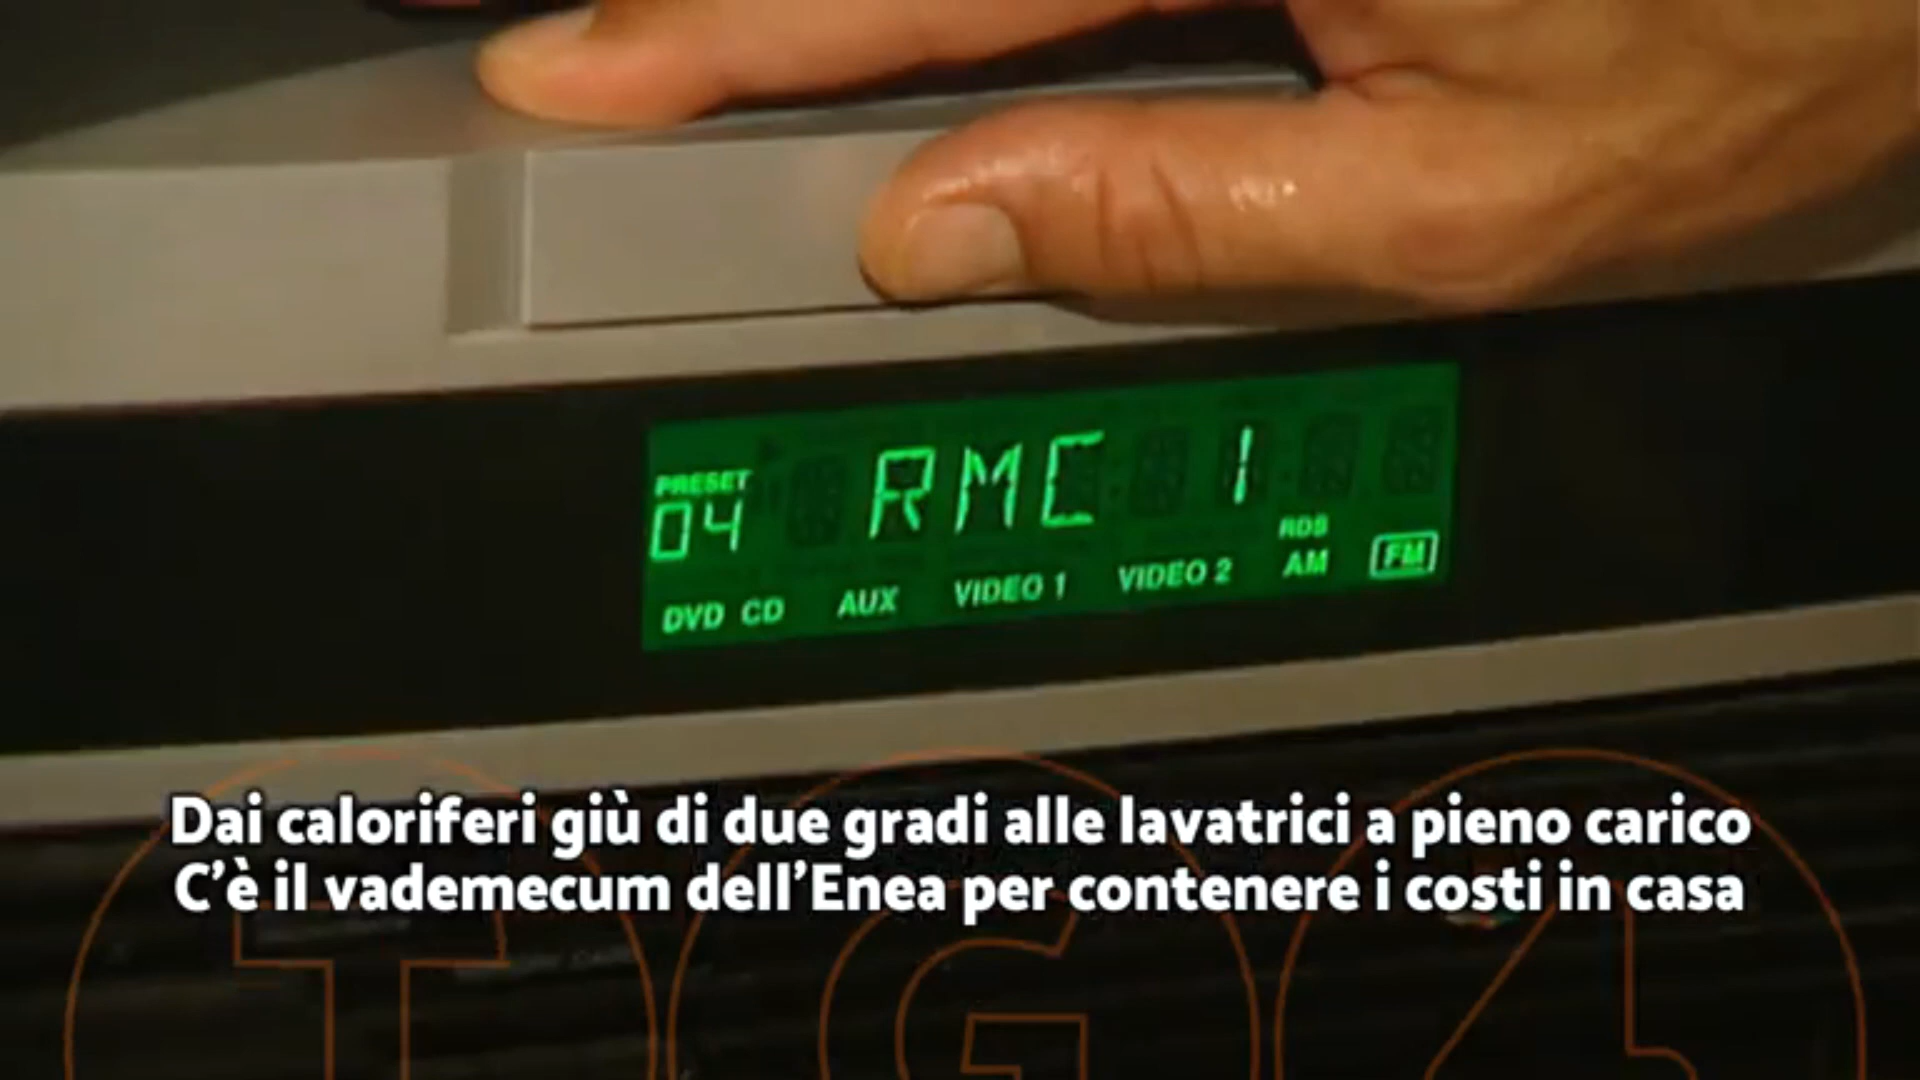 PRESET
04
RMC 1
RDS
DVD CD AUX VIDEO 1 VIDEO 2 AM FM
Dai caloriferi giù di due gradi alle lavatrici a pieno carico
C'è il vademecum dell'Enea per contenere i costi in casa
TG4